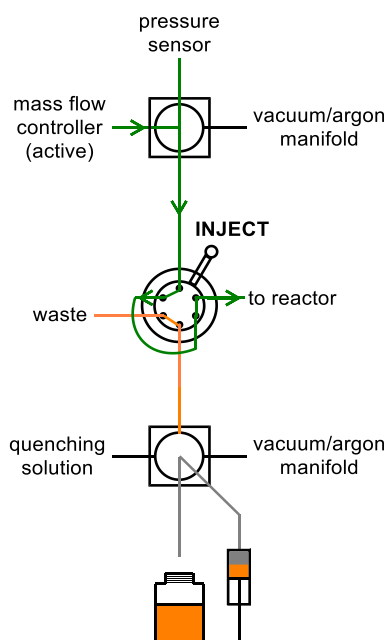 pressure
sensor
mass flow
controller
(active)
vacuum/argon
manifold
INJECT
to reactor
waste
quenching
solution
vacuum/argon
manifold